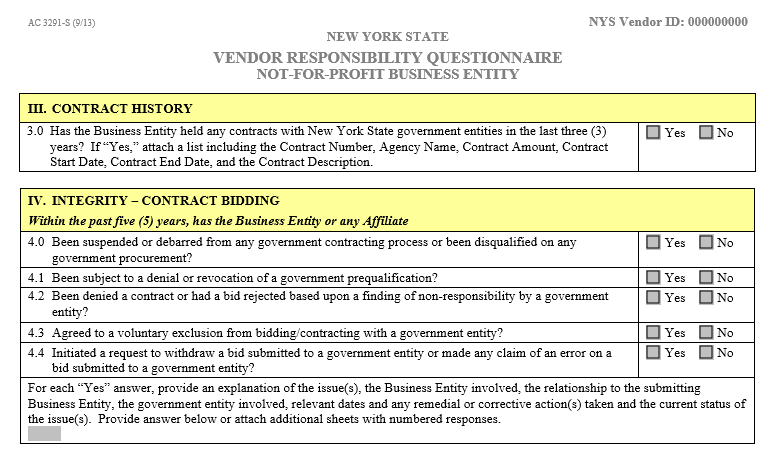 AC 3291-S (9/13)
NYS Vendor ID: 000000000
NEW YORK STATE
VENDOR RESPONSIBILITY QUESTIONNAIRE
NOT-FOR-PROFIT BUSINESS ENTITY
III. CONTRACT HISTORY
3.0 Has the Business Entity held any contracts with New York State government entities in the last three (3)
years? If “Yes,” attach a list including the Contract Number, Agency Name, Contract Amount, Contract
Start Date, Contract End Date, and the Contract Description.
Yes No
IV. INTEGRITY – CONTRACT BIDDING
Within the past five (5) years, has the Business Entity or any Affiliate
4.0 Been suspended or debarred from any government contracting process or been disqualified on any
government procurement?
Yes No
4.1 Been subject to a denial or revocation of a government prequalification?
Yes No
4.2 Been denied a contract or had a bid rejected based upon a finding of non-responsibility by a government
entity?
Yes No
4.3 Agreed to a voluntary exclusion from bidding/contracting with a government entity?
Yes No
4.4 Initiated a request to withdraw a bid submitted to a government entity or made any claim of an error on a
bid submitted to a government entity?
Yes No
For each “Yes” answer, provide an explanation of the issue(s), the Business Entity involved, the relationship to the submitting
Business Entity, the government entity involved, relevant dates and any remedial or corrective action(s) taken and the current status of
the issue(s). Provide answer below or attach additional sheets with numbered responses.